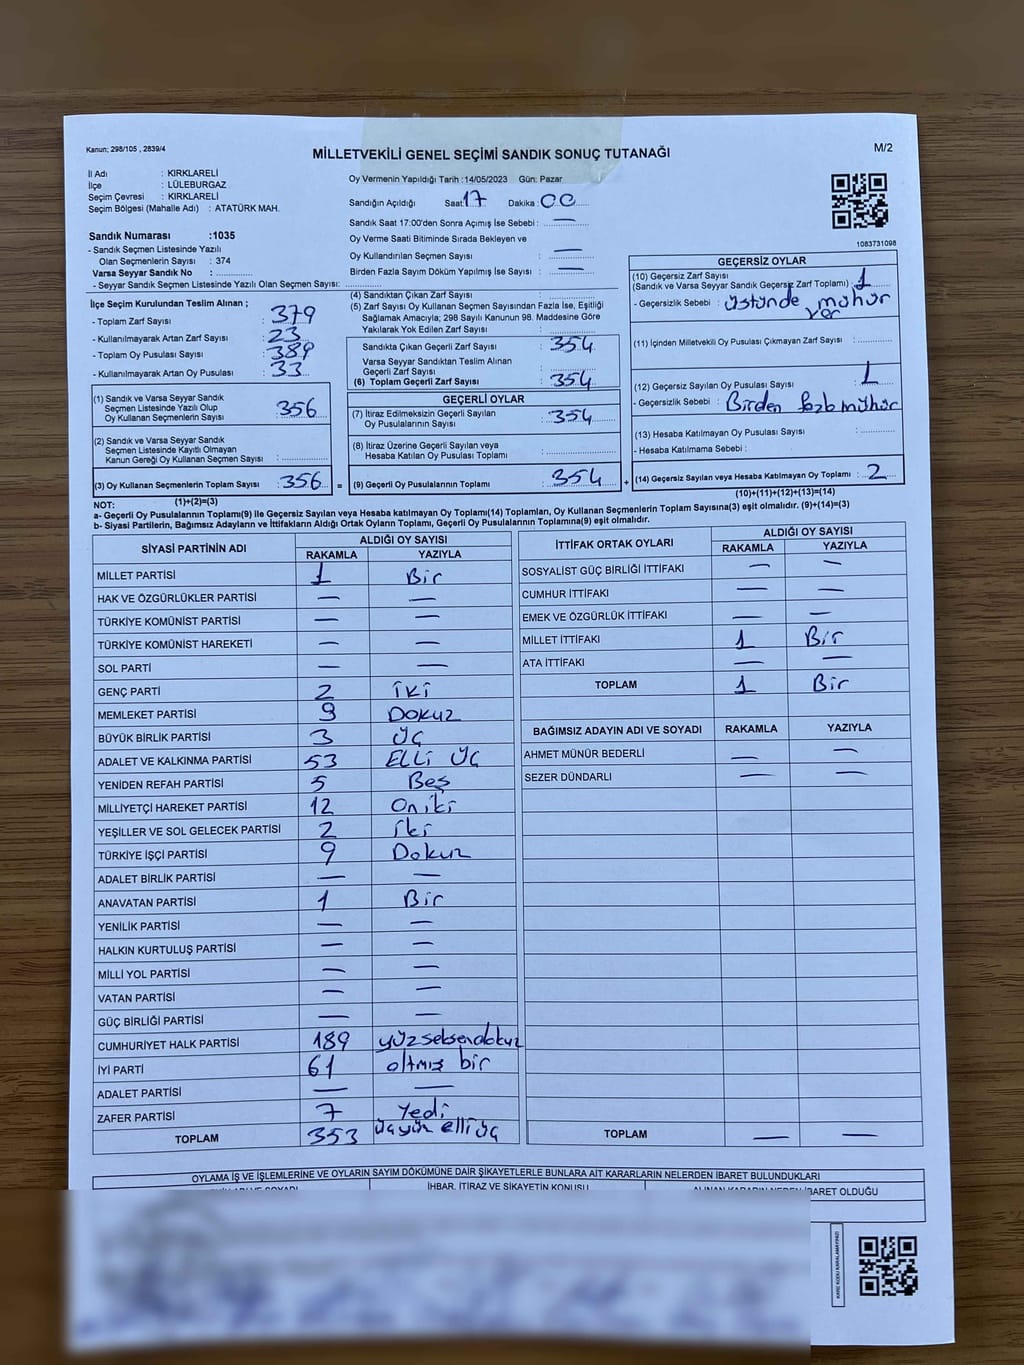 Kanun; 298/105 , 2839/4
MİLLETVEKİLİ GENEL SEÇİMİ SANDIK SONUÇ TUTANAĞI
M/2
İl Adı : KIRKLARELİ
İlçe : LÜLEBURGAZ
Seçim Çevresi : KIRKLARELİ
Seçim Bölgesi (Mahalle Adı) : ATATÜRK MAH.
Sandık Numarası :1035
- Sandık Seçmen Listesinde Yazılı
Olan Seçmenlerin Sayısı : 374
Varsa Seyyar Sandık No :
- Seyyar Sandık Seçmen Listesinde Yazılı Olan Seçmen Sayısı:
Oy Vermenin Yapıldığı Tarih :14/05/2023 Gün: Pazar
Sandığın Açıldığı Saat: 17 Dakika : 00
Sandık Saat 17:00'den Sonra Açımış İse Sebebi : —
Oy Verme Saati Bitiminde Sırada Bekleyen ve
Oy Kullandırılan Seçmen Sayısı : —
Birden Fazla Sayım Döküm Yapılmış İse Sayısı : —
1083731098
İlçe Seçim Kurulundan Teslim Alınan ;
- Toplam Zarf Sayısı : 379
- Kullanılmayarak Artan Zarf Sayısı : 23
- Toplam Oy Pusulası Sayısı : 389
- Kullanılmayarak Artan Oy Pusulası : 33
(1) Sandık ve Varsa Seyyar Sandık
Seçmen Listesinde Yazılı Olup
Oy Kullanan Seçmenlerin Sayısı : 356
(2) Sandık ve Varsa Seyyar Sandık
Seçmen Listesinde Kayıtlı Olmayan
Kanun Gereği Oy Kullanan Seçmen Sayısı :
(3) Oy Kullanan Seçmenlerin Toplam Sayısı : 356 =
(1)+(2)=(3)
(4) Sandıktan Çıkan Zarf Sayısı :
(5) Zarf Sayısı Oy Kullanan Seçmen Sayısından Fazla İse, Eşitliği
Sağlamak Amacıyla; 298 Sayılı Kanunun 98. Maddesine Göre
Yakılarak Yok Edilen Zarf Sayısı :
Sandıkta Çıkan Geçerli Zarf Sayısı : 354
Varsa Seyyar Sandıktan Teslim Alınan
Geçerli Zarf Sayısı :
(6) Toplam Geçerli Zarf Sayısı : 354
GEÇERLİ OYLAR
(7) İtiraz Edilmeksizin Geçerli Sayılan
Oy Pusulalarının Sayısı : 354
(8) İtiraz Üzerine Geçerli Sayılan veya
Hesaba Katılan Oy Pusulası Toplamı :
(9) Geçerli Oy Pusulalarının Toplamı : 354 +
GEÇERSİZ OYLAR
(10) Geçersiz Zarf Sayısı
(Sandık ve Varsa Seyyar Sandık Geçersiz Zarf Toplamı) : 1
- Geçersizlik Sebebi : üstünde mühür
var
(11) İçinden Milletvekili Oy Pusulası Çıkmayan Zarf Sayısı :
(12) Geçersiz Sayılan Oy Pusulası Sayısı : 1
- Geçersizlik Sebebi : Birden fazla mühür
(13) Hesaba Katılmayan Oy Pusulası Sayısı :
- Hesaba Katılmama Sebebi :
(14) Geçersiz Sayılan veya Hesaba Katılmayan Oy Toplamı : 2
(10)+(11)+(12)+(13)=(14)
NOT:
a- Geçerli Oy Pusulaları Toplamı(9) ile Geçersiz Sayılan veya Hesaba katılmayan Oy Toplamı(14) Toplamları, Oy Kullanan Seçmenlerin Toplam Sayısına(3) eşit olmalıdır. (9)+(14)=(3)
b- Siyasi Partilerin, Bağımsız Adayların ve İttifakların Aldığı Ortak Oyların Toplamı, Geçerli Oy Pusulalarının Toplamına(9) eşit olmalıdır.
SİYASİ PARTİNİN ADI ALDIĞI OY SAYISI
RAKAMLA YAZIYLA
MİLLET PARTİSİ 1 Bir
HAK VE ÖZGÜRLÜKLER PARTİSİ — —
TÜRKİYE KOMÜNİST PARTİSİ — —
TÜRKİYE KOMÜNİST HAREKETİ — —
SOL PARTİ — —
GENÇ PARTİ 2 iki
MEMLEKET PARTİSİ 9 Dokuz
BÜYÜK BİRLİK PARTİSİ 3 Üç
ADALET VE KALKINMA PARTİSİ 53 Elli Üç
YENİDEN REFAH PARTİSİ 5 Beş
MİLLİYETÇİ HAREKET PARTİSİ 12 Oniki
YEŞİLLER VE SOL GELECEK PARTİSİ 2 iki
TÜRKİYE İŞÇİ PARTİSİ 9 Dokuz
ADALET BİRLİK PARTİSİ — —
ANAVATAN PARTİSİ 1 Bir
YENİLİK PARTİSİ — —
HALKIN KURTULUŞ PARTİSİ — —
MİLLİ YOL PARTİSİ — —
VATAN PARTİSİ — —
GÜÇ BİRLİĞİ PARTİSİ — —
CUMHURİYET HALK PARTİSİ 189 yüzseksendokuz
İYİ PARTİ 61 altmış bir
ADALET PARTİSİ — —
ZAFER PARTİSİ 7 Yedi
TOPLAM 353 üçyüz elli üç
İTTİFAK ORTAK OYLARI ALDIĞI OY SAYISI
RAKAMLA YAZIYLA
SOSYALİST GÜÇ BİRLİĞİ İTTİFAKI — —
CUMHUR İTTİFAKI — —
EMEK VE ÖZGÜRLÜK İTTİFAKI — —
MİLLET İTTİFAKI 1 Bir
ATA İTTİFAKI — —
TOPLAM 1 Bir
BAĞIMSIZ ADAYIN ADI VE SOYADI RAKAMLA YAZIYLA
AHMET MÜNÜR BEDERLİ — —
SEZER DÜNDARLI — —
TOPLAM — —
OYLAMA İŞ VE İŞLEMLERİNE VE OYLARIN SAYIM DÖKÜMÜNE DAİR ŞİKAYETLERLE BUNLARA AİT KARARLARIN NELERDEN İBARET BULUNDUKLARI
İHBAR, İTİRAZ VE ŞİKAYETİN KONUSU ALINAN KARARIN NEDEN İBARET OLDUĞU
KARE KODU KARALAMAYINIZ!